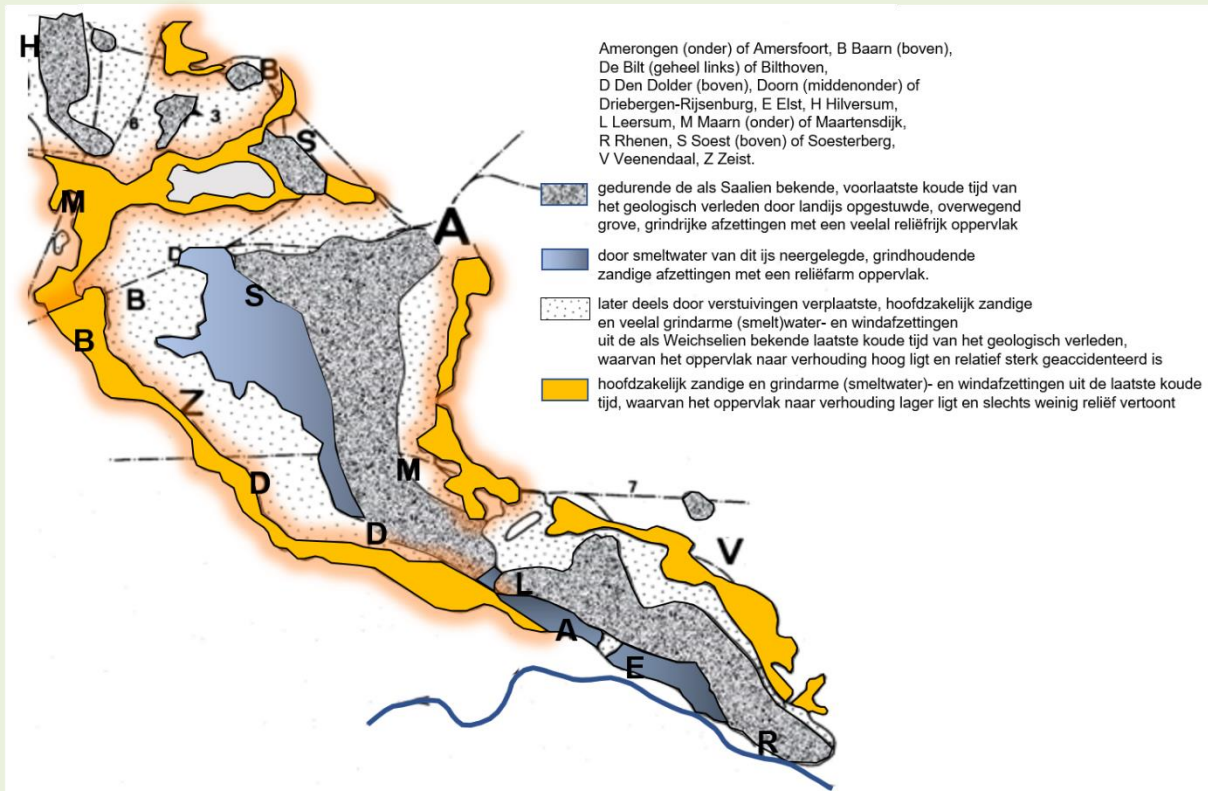 Amerongen (onder) of Amersfoort, B Baarn (boven),
De Bilt (geheel links) of Bilthoven,
D Den Dolder (boven), Doorn (middenonder) of
Driebergen-Rijsenburg, E Elst, H Hilversum,
L Leersum, M Maarn (onder) of Maartensdijk,
R Rhenen, S Soest (boven) of Soesterberg,
V Veenendaal, Z Zeist.
gedurende de als Saalien bekende, voorlaatste koude tijd van
het geologisch verleden door landijs opgestuwde, overwegend
grove, grindrijke afzettingen met een veelal reliëfrijk oppervlak
door smeltwater van dit ijs neergelegde, grindhoudende
zandige afzettingen met een reliëfarm oppervlak.
later deels door verstuivingen verplaatste, hoofdzakelijk zandige
en veelal grindarme (smelt)water- en windafzettingen
uit de als Weichselien bekende laatste koude tijd van het geologisch verleden,
waarvan het oppervlak naar verhouding hoog ligt en relatief sterk geaccidenteerd is
hoofdzakelijk zandige en grindarme (smeltwater)- en windafzettingen uit de laatste koude
tijd, waarvan het oppervlak naar verhouding lager ligt en slechts weinig reliëf vertoont
H
B
6
3
S
M
A
D
B
S
B
Z
M
D
7
D
V
L
A
E
R